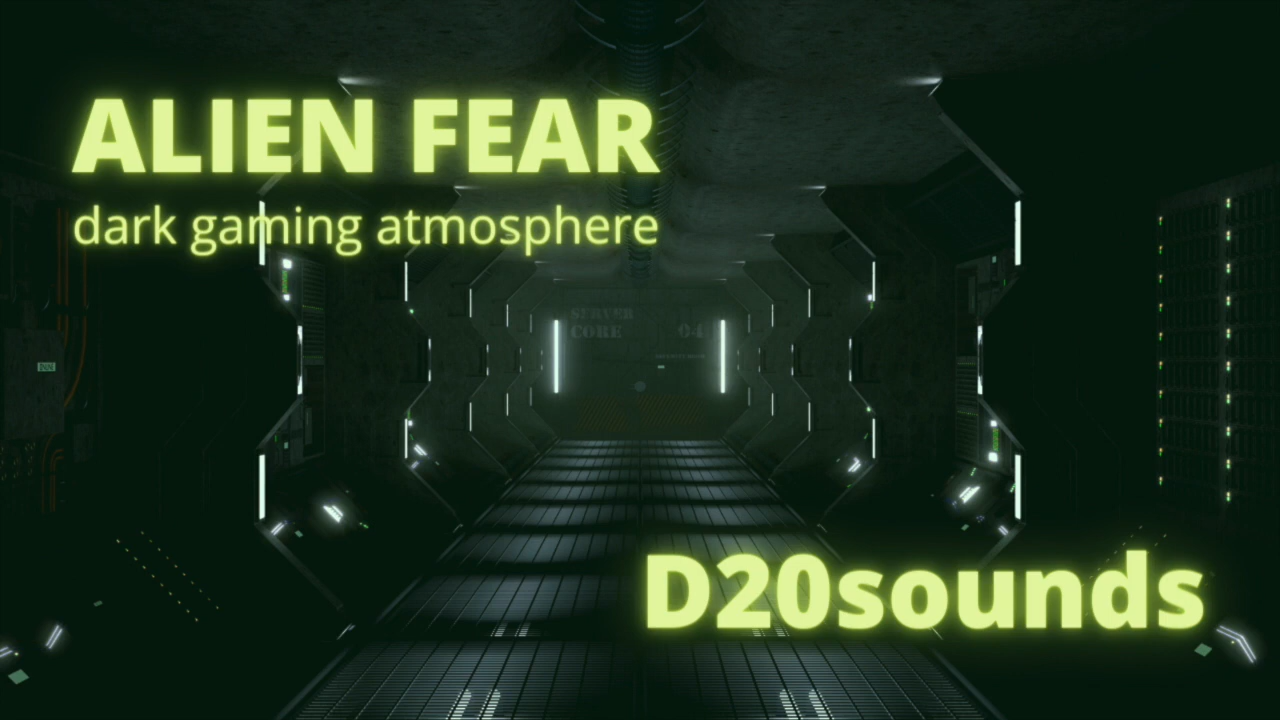 ALIEN FEAR
dark gaming atmosphere
SERVER
CORE 04
D20sounds